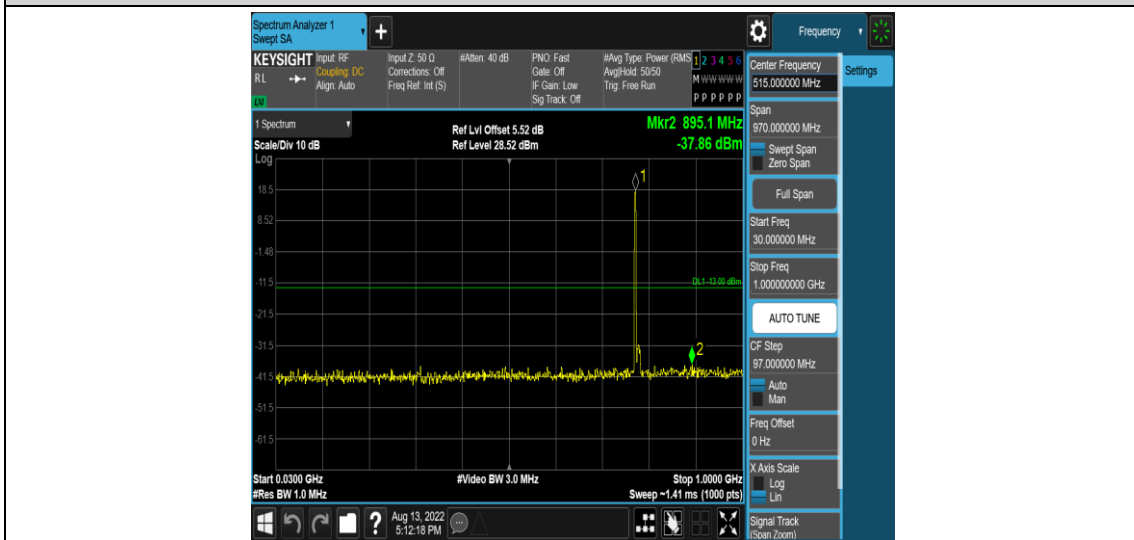 Spectrum Analyzer 1
Swept SA
+
Frequency
KEYSIGHT
RL
LXI
Input: RF
Coupling: DC
Align: Auto
Input Z: 50 Ω
Corrections: Off
Freq Ref: Int (S)
#Atten: 40 dB
PNO: Fast
Gate: Off
IF Gain: Low
Sig Track: Off
#Avg Type: Power (RMS
Avg|Hold: 50/50
Trig: Free Run
1 2 3 4 5 6
M W W W W W
P P P P P P
1 Spectrum
Scale/Div 10 dB
Log
Ref Lvl Offset 5.52 dB
Ref Level 28.52 dBm
Mkr2 895.1 MHz
-37.86 dBm
1
18.5
8.52
-1.48
-11.5
DL1 -13.00 dBm
-21.5
-31.5
2
-41.5
-51.5
-61.5
Start 0.0300 GHz
#Res BW 1.0 MHz
#Video BW 3.0 MHz
Stop 1.0000 GHz
Sweep ~1.41 ms (1000 pts)
?
Aug 13, 2022
5:12:18 PM
Center Frequency
515.000000 MHz
Settings
Span
970.000000 MHz
Swept Span
Zero Span
Full Span
Start Freq
30.000000 MHz
Stop Freq
1.000000000 GHz
AUTO TUNE
CF Step
97.000000 MHz
Auto
Man
Freq Offset
0 Hz
X Axis Scale
Log
Lin
Signal Track
(Span Zoom)